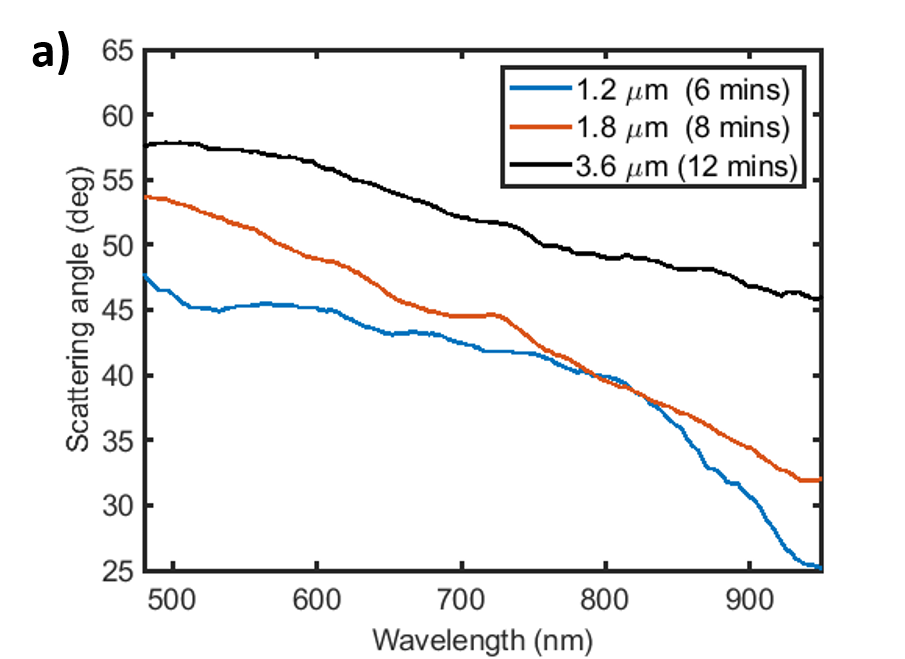 a)
65
60
55
50
45
40
35
30
25
Scattering angle (deg)
1.2 μm (6 mins)
1.8 μm (8 mins)
3.6 μm (12 mins)
500 600 700 800 900
Wavelength (nm)